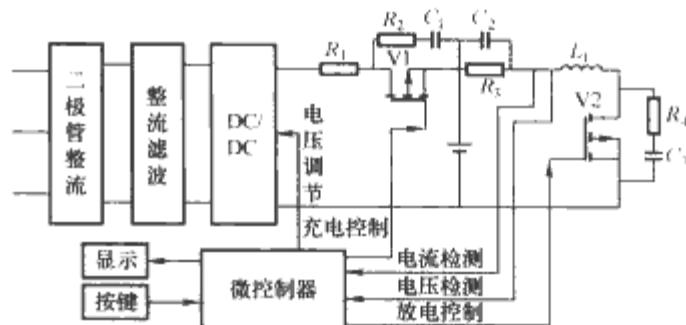 二极管整流
整流滤波
DC/
DC
电压调节
R1
R2
C1
C2
V1
R3
L1
V2
充电控制
显示
按键
微控制器
电流检测
电压检测
放电控制